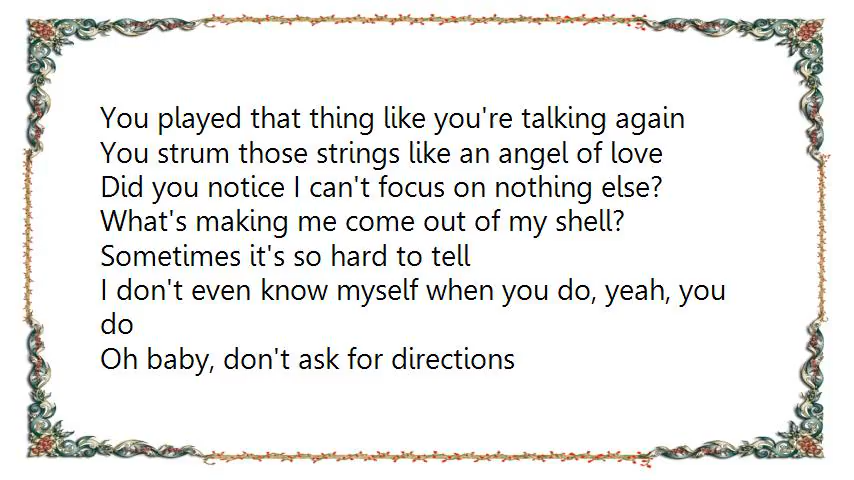 You played that thing like you're talking again
You strum those strings like an angel of love
Did you notice I can't focus on nothing else?
What's making me come out of my shell?
Sometimes it's so hard to tell
I don't even know myself when you do, yeah, you
do
Oh baby, don't ask for directions